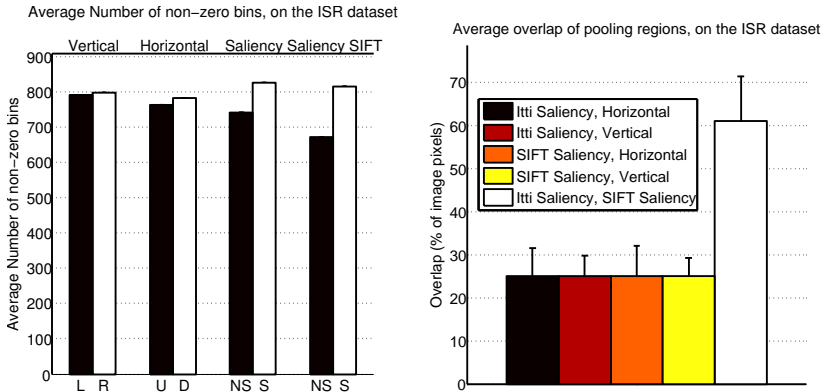 Average Number of non−zero bins, on the ISR dataset
Vertical Horizontal Saliency Saliency SIFT
900
800
700
600
500
400
300
200
100
0
Average Number of non−zero bins
L R U D NS S NS S
Average overlap of pooling regions, on the ISR dataset
70
60
50
40
30
20
10
0
Overlap (% of image pixels)
Itti Saliency, Horizontal
Itti Saliency, Vertical
SIFT Saliency, Horizontal
SIFT Saliency, Vertical
Itti Saliency, SIFT Saliency